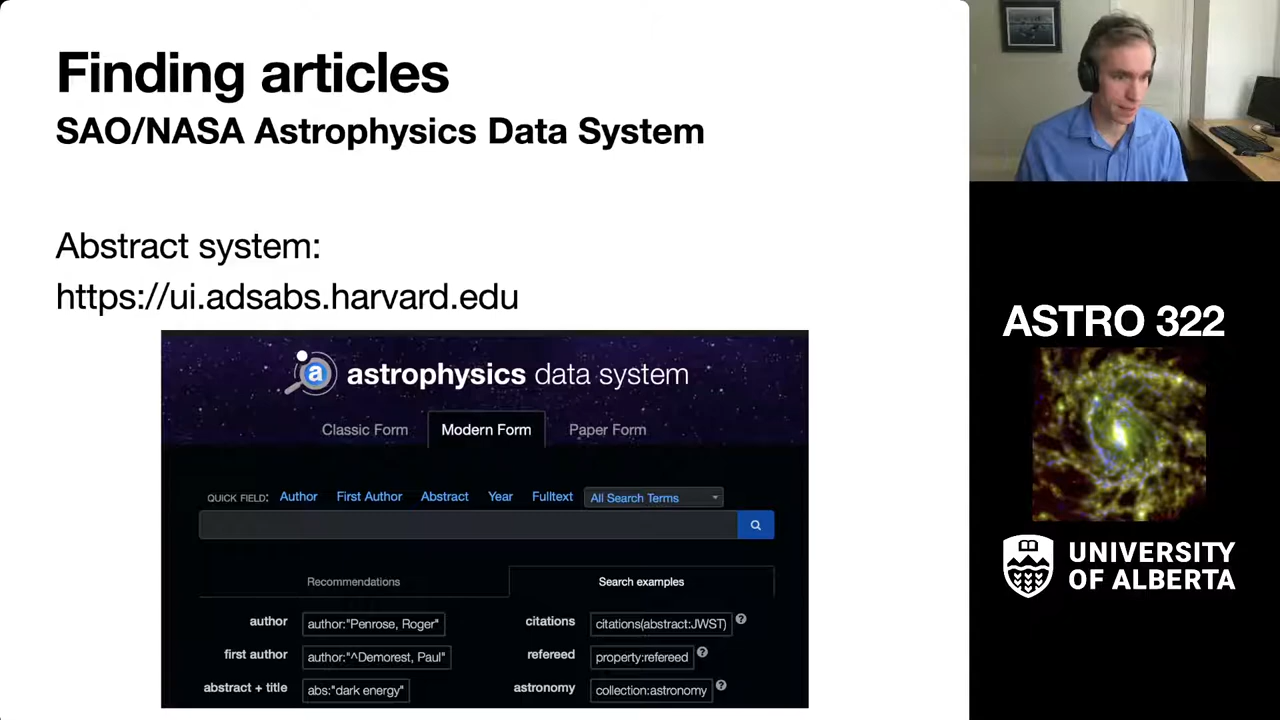 Finding articles
SAO/NASA Astrophysics Data System
Abstract system:
https://ui.adsabs.harvard.edu
a astrophysics data system
Classic Form Modern Form Paper Form
QUICK FIELD: Author First Author Abstract Year Fulltext All Search Terms
Recommendations Search examples
author author:"Penrose, Roger" citations citations(abstract:JWST) ?
first author author:"^Demorest, Paul" refereed property:refereed ?
abstract + title abs:"dark energy" astronomy collection:astronomy ?
ASTRO 322
UNIVERSITY
OF ALBERTA